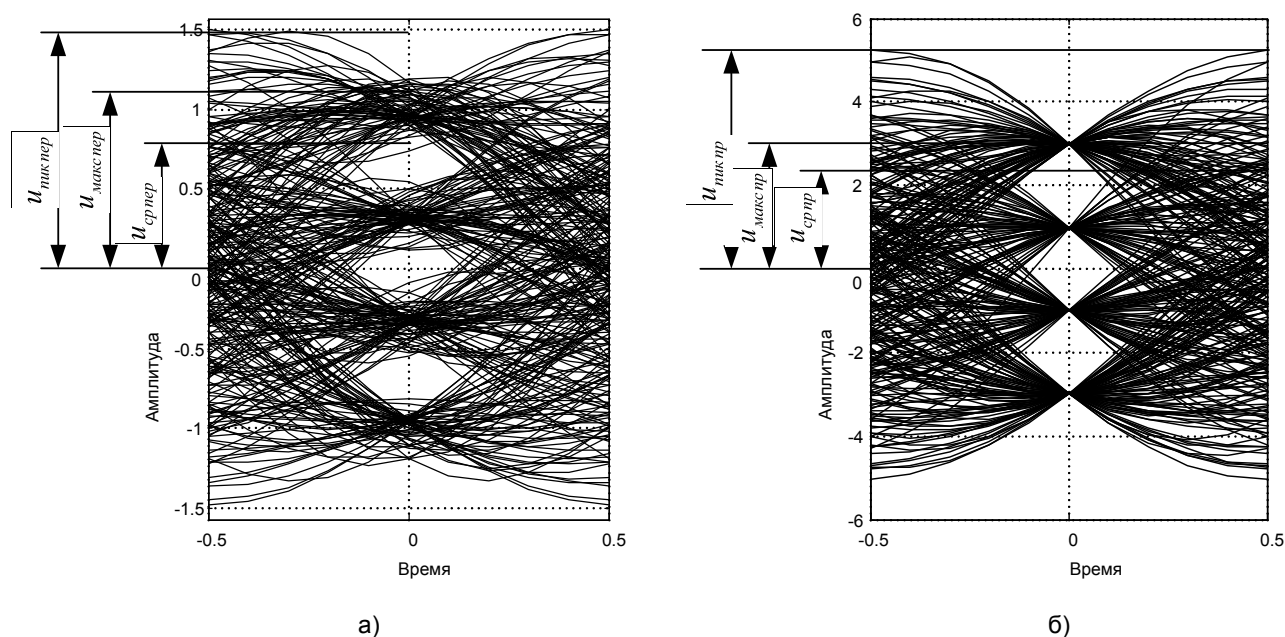 1.5
1
0.5
0
-0.5
-1
-1.5
-0.5
0
0.5
Амплитуда
Время
u пик пер
u макс пер
u ср пер
а)
6
4
2
0
-2
-4
-6
-0.5
0
0.5
Амплитуда
Время
u пик пр
u макс пр
u ср пр
б)